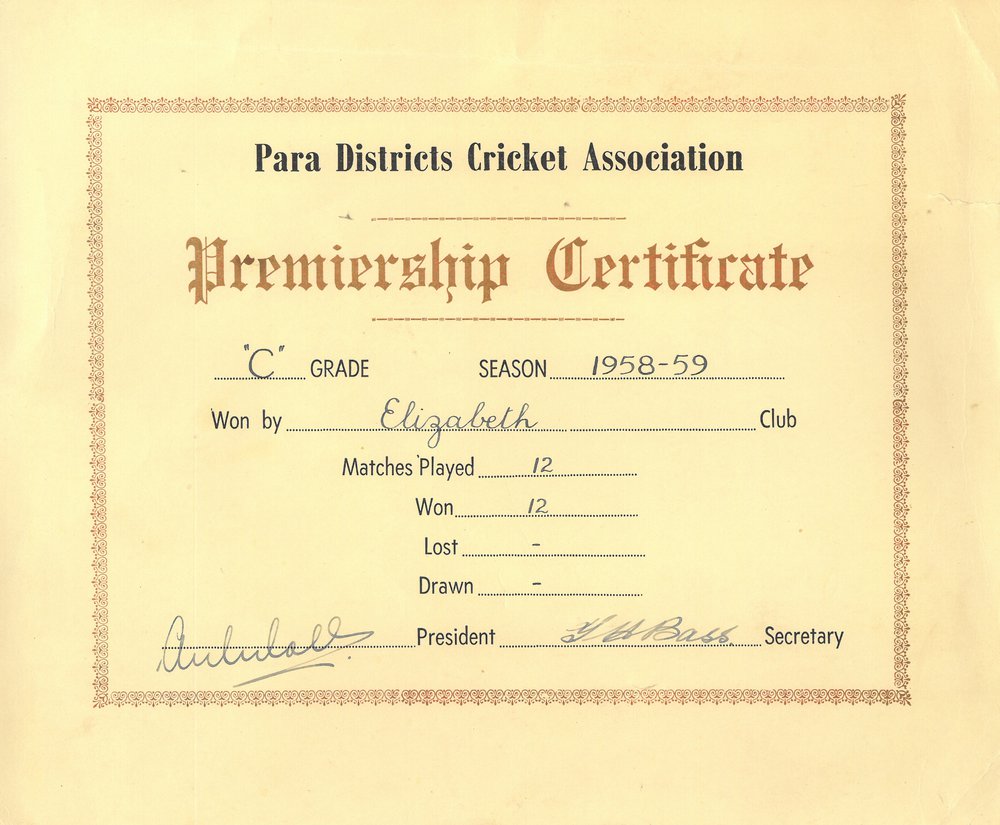 Para Districts Cricket Association
Premiership Certificate
"C" GRADE SEASON 1958-59
Won by Elizabeth Club
Matches Played 12
Won 12
Lost -
Drawn -
President Bass. Secretary